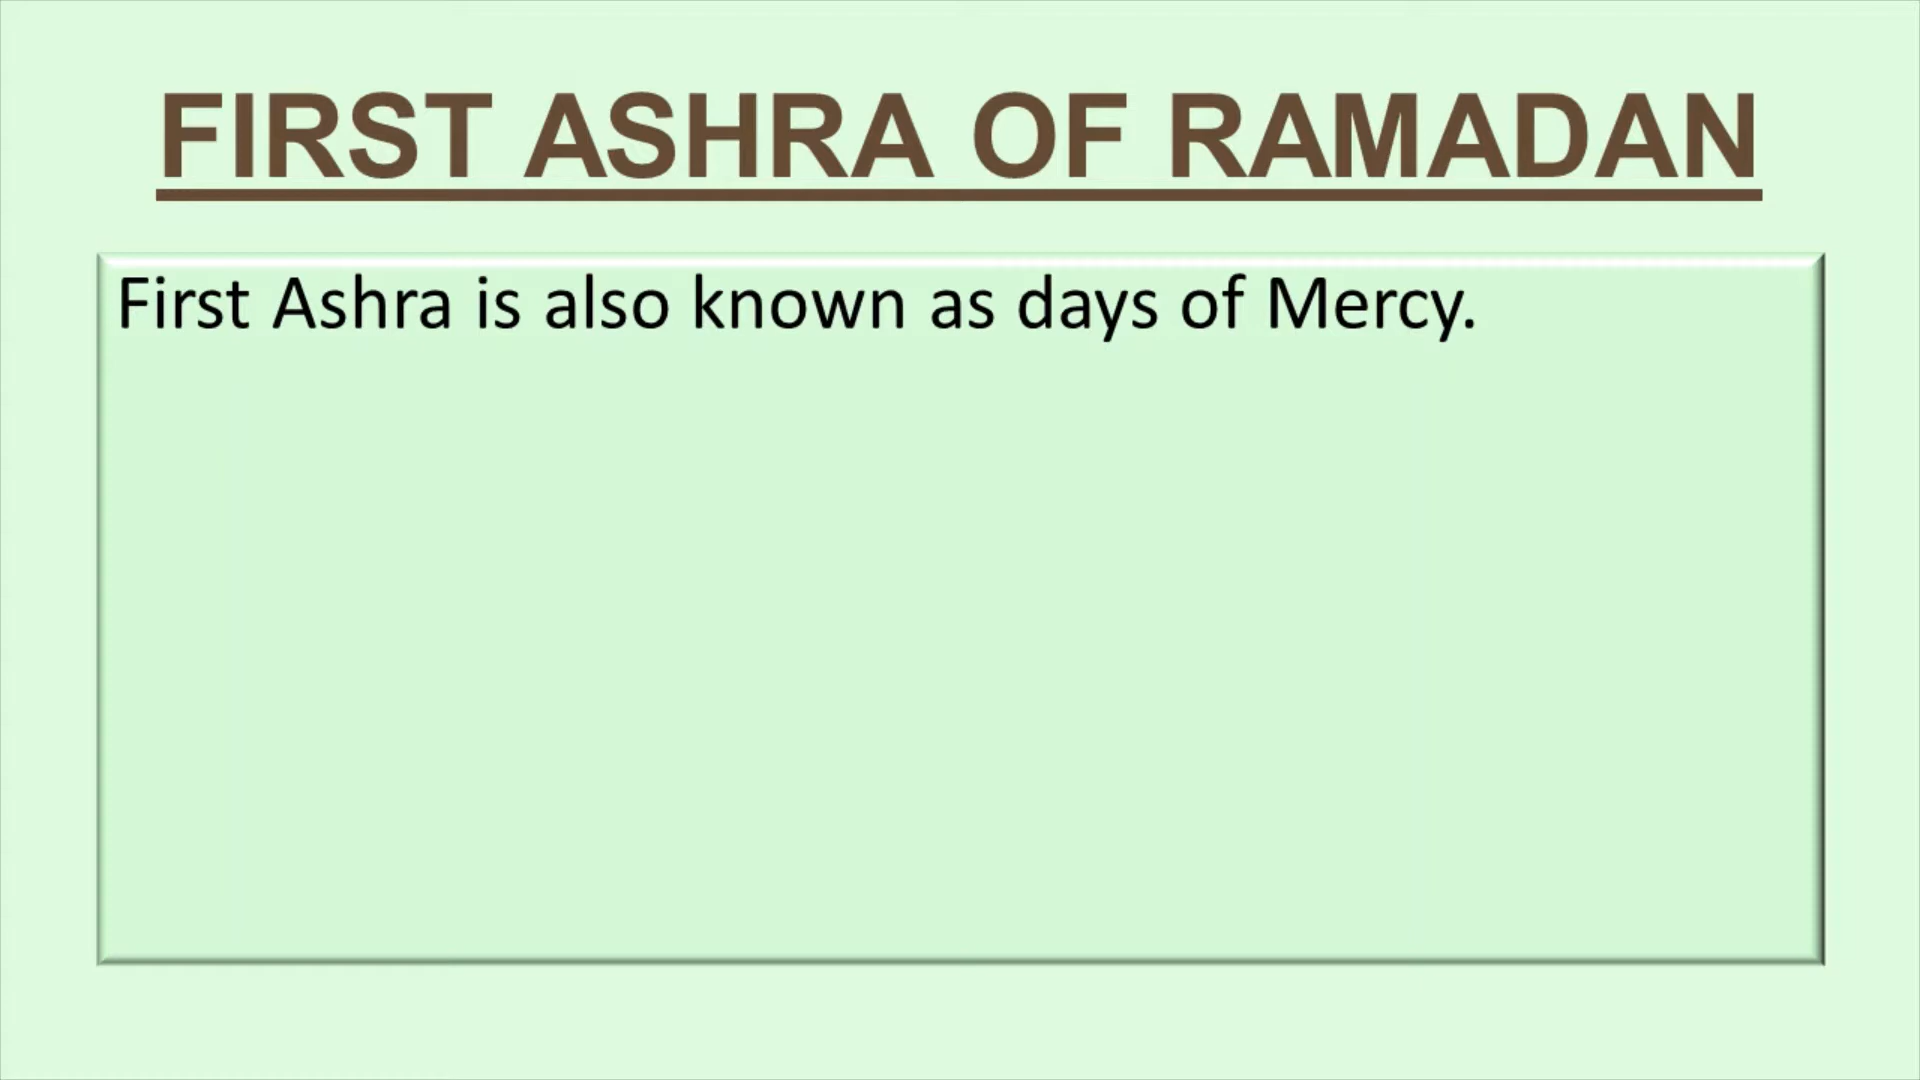 FIRST ASHRA OF RAMADAN
First Ashra is also known as days of Mercy.